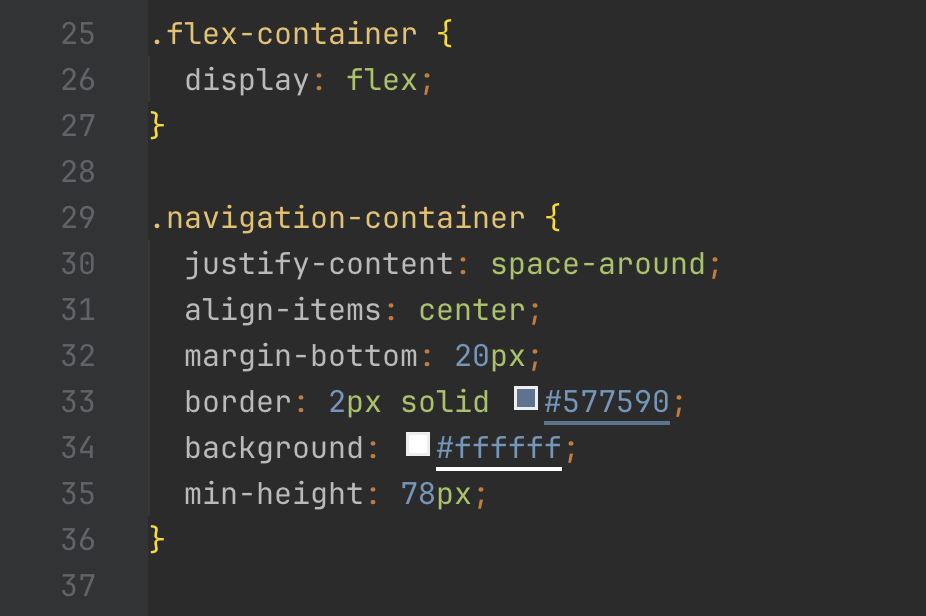 25 .flex-container {
26   display: flex;
27 }
28
29 .navigation-container {
30   justify-content: space-around;
31   align-items: center;
32   margin-bottom: 20px;
33   border: 2px solid #577590;
34   background: #ffffff;
35   min-height: 78px;
36 }
37